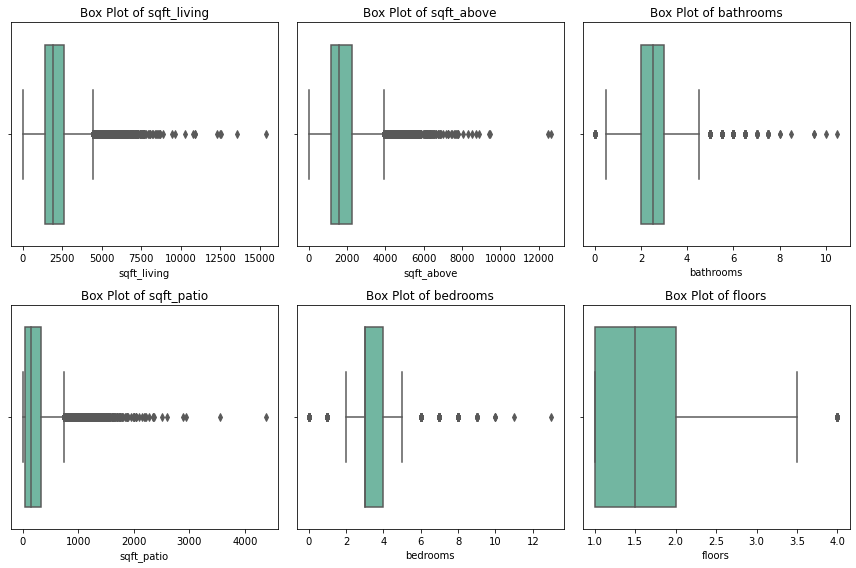 Box Plot of sqft_living
Box Plot of sqft_above
Box Plot of bathrooms
0 2500 5000 7500 10000 12500 15000
0 2000 4000 6000 8000 10000 12000
0 2 4 6 8 10
sqft_living
sqft_above
bathrooms
Box Plot of sqft_patio
Box Plot of bedrooms
Box Plot of floors
0 1000 2000 3000 4000
0 2 4 6 8 10 12
1.0 1.5 2.0 2.5 3.0 3.5 4.0
sqft_patio
bedrooms
floors